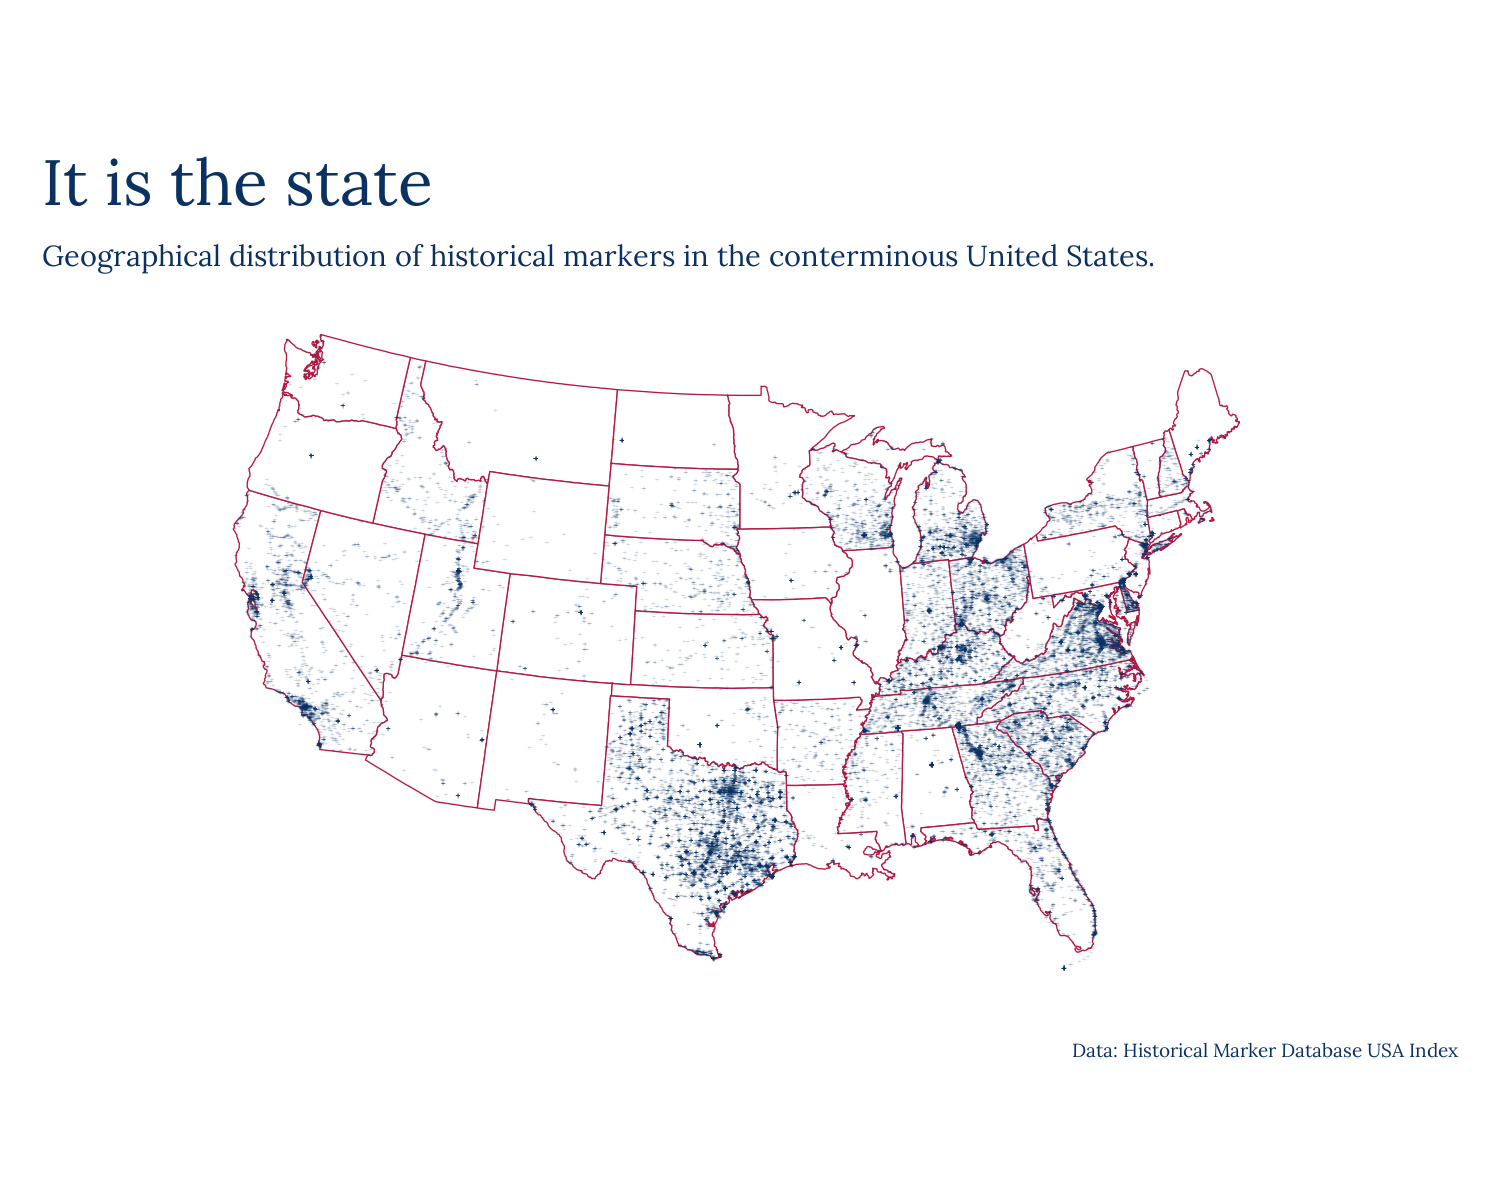 It is the state
Geographical distribution of historical markers in the conterminous United States.
Data: Historical Marker Database USA Index